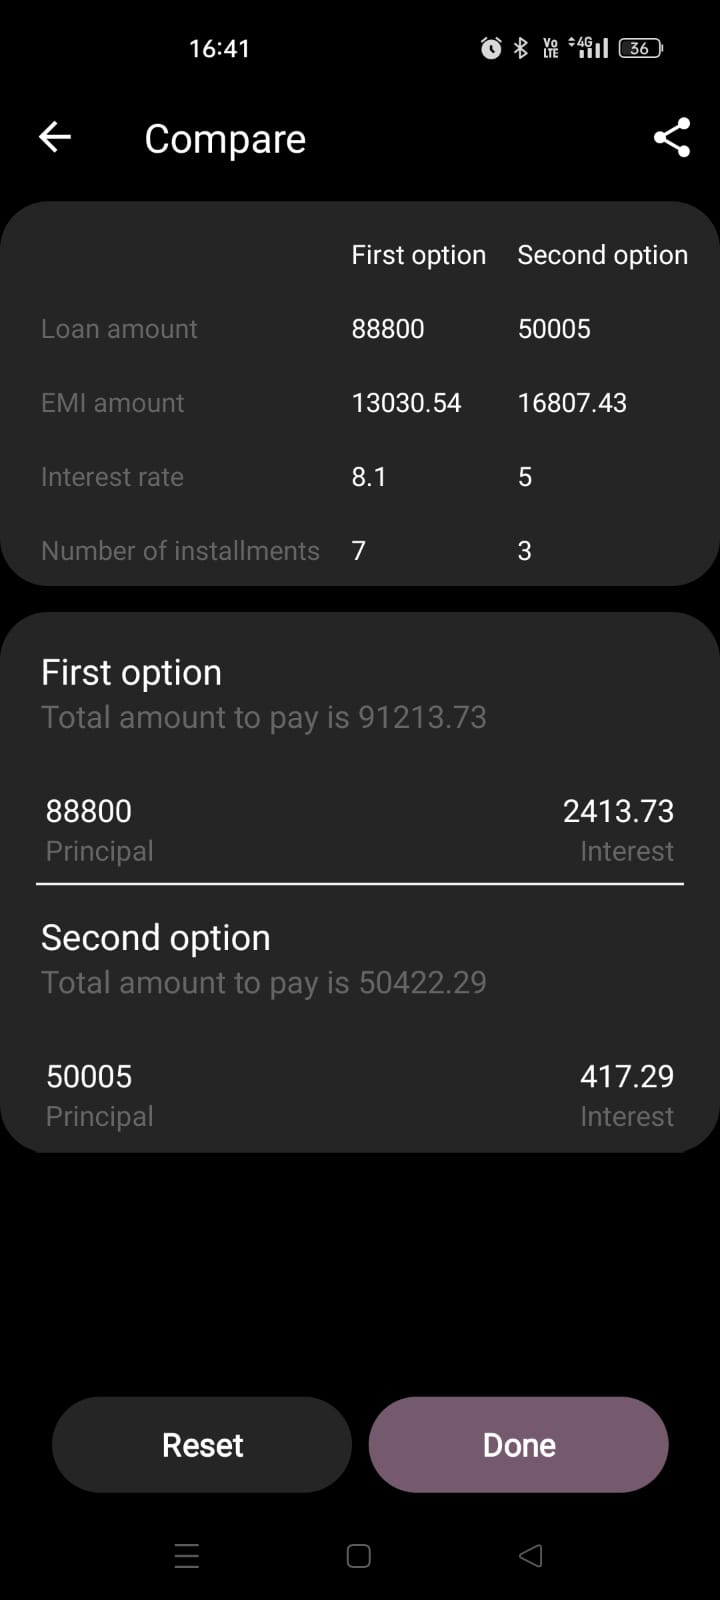 16:41 Vo LTE 4G 36
Compare
First option Second option
Loan amount 88800 50005
EMI amount 13030.54 16807.43
Interest rate 8.1 5
Number of installments 7 3
First option
Total amount to pay is 91213.73
88800 2413.73
Principal Interest
Second option
Total amount to pay is 50422.29
50005 417.29
Principal Interest
Reset Done